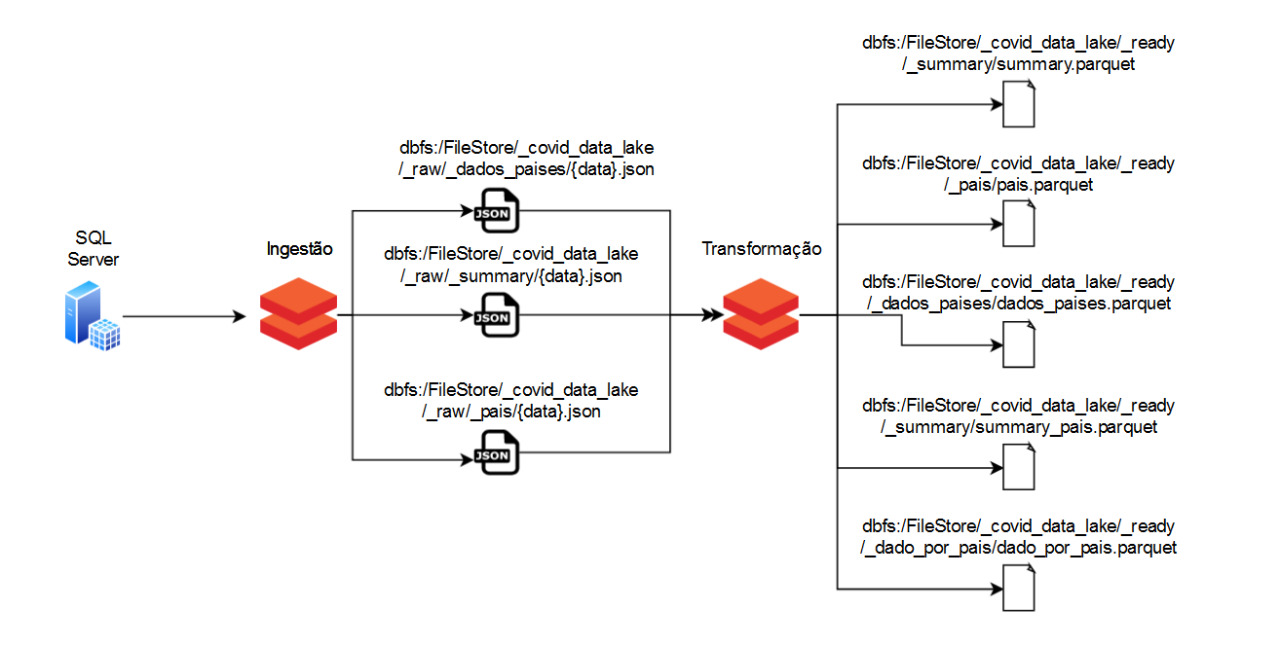 SQL
Server
Ingestão
dbfs:/FileStore/_covid_data_lake
/_raw/_dados_paises/{data}.json
JSON
dbfs:/FileStore/_covid_data_lake
/_raw/_summary/{data}.json
JSON
dbfs:/FileStore/_covid_data_lake
/_raw/_pais/{data}.json
JSON
Transformação
dbfs:/FileStore/_covid_data_lake/_ready
/_summary/summary.parquet
dbfs:/FileStore/_covid_data_lake/_ready
/_pais/pais.parquet
dbfs:/FileStore/_covid_data_lake/_ready
/_dados_paises/dados_paises.parquet
dbfs:/FileStore/_covid_data_lake/_ready
/_summary/summary_pais.parquet
dbfs:/FileStore/_covid_data_lake/_ready
/_dado_por_pais/dado_por_pais.parquet